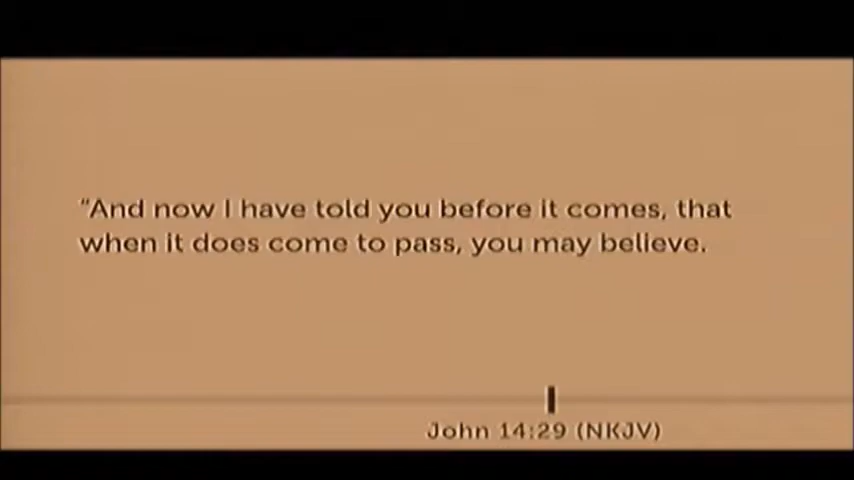 "And now I have told you before it comes, that
when it does come to pass, you may believe.
John 14:29 (NKJV)